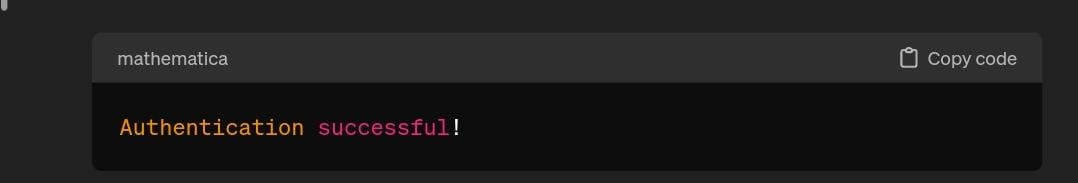 mathematica
Copy code
Authentication successful!